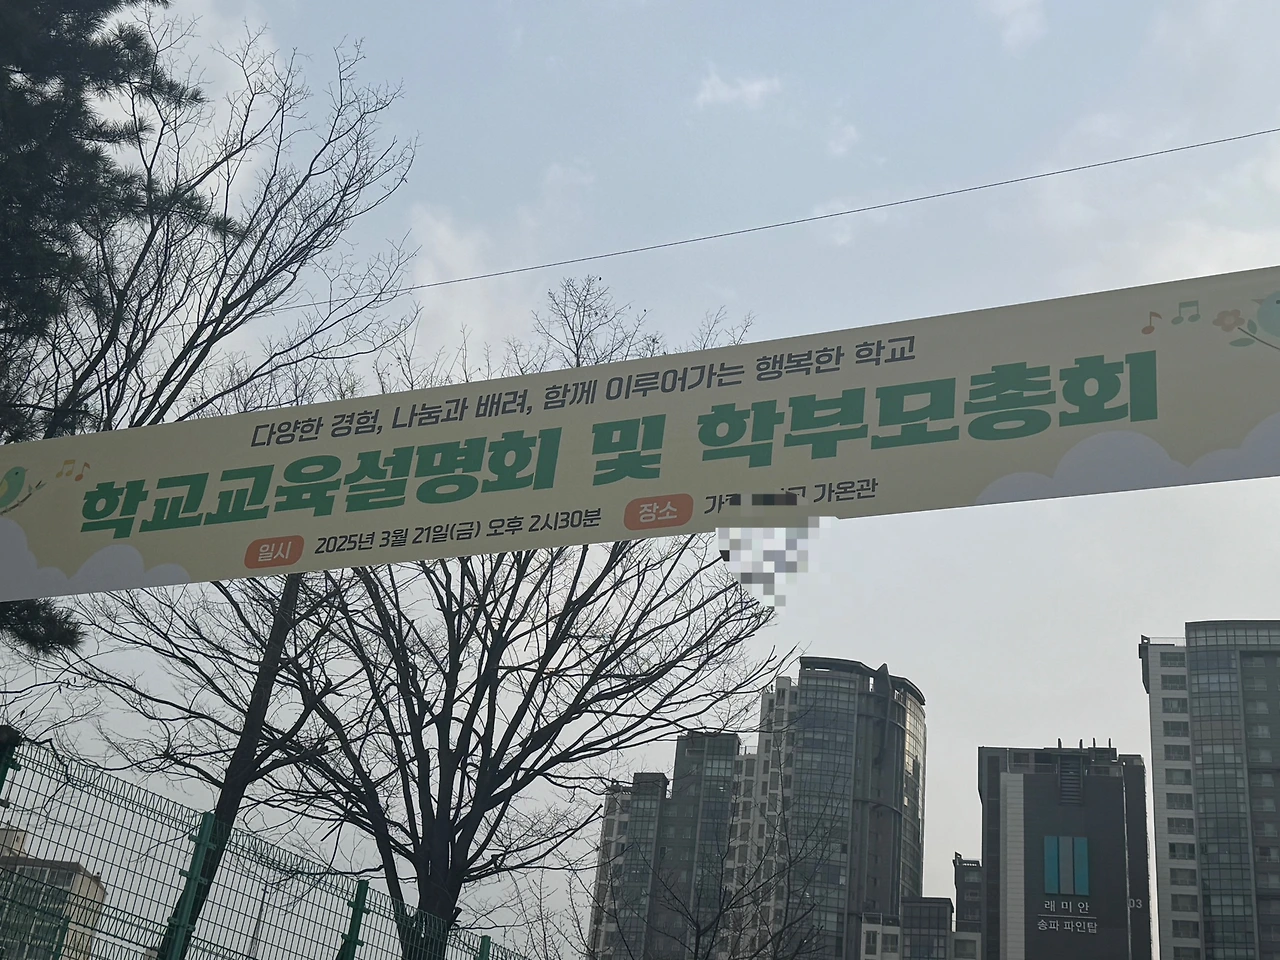 다양한 경험, 나눔과 배려, 함께 이루어가는 행복한 학교
학교교육설명회 및 학부모총회
일시 2025년 3월 21일(금) 오후 2시30분 장소 가온관
래미안
송파 파인탑
03